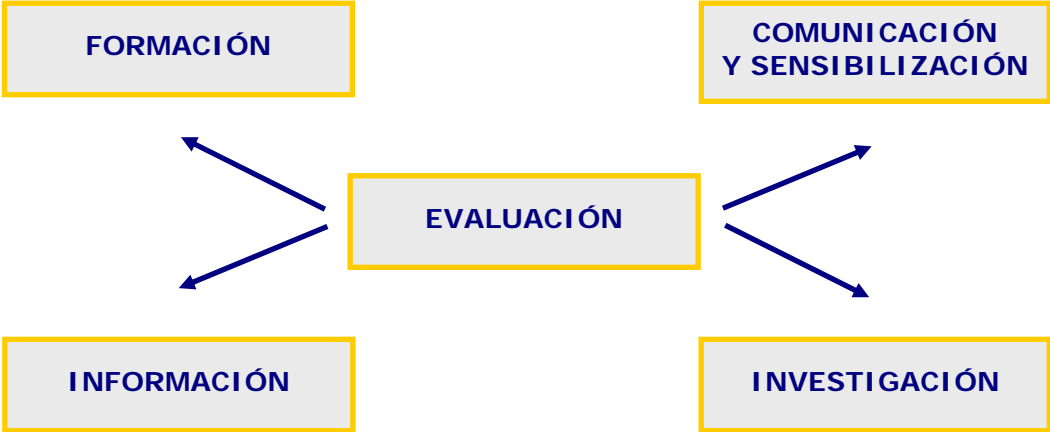 FORMACIÓN
COMUNICACIÓN
Y SENSIBILIZACIÓN
EVALUACIÓN
INFORMACIÓN
INVESTIGACIÓN